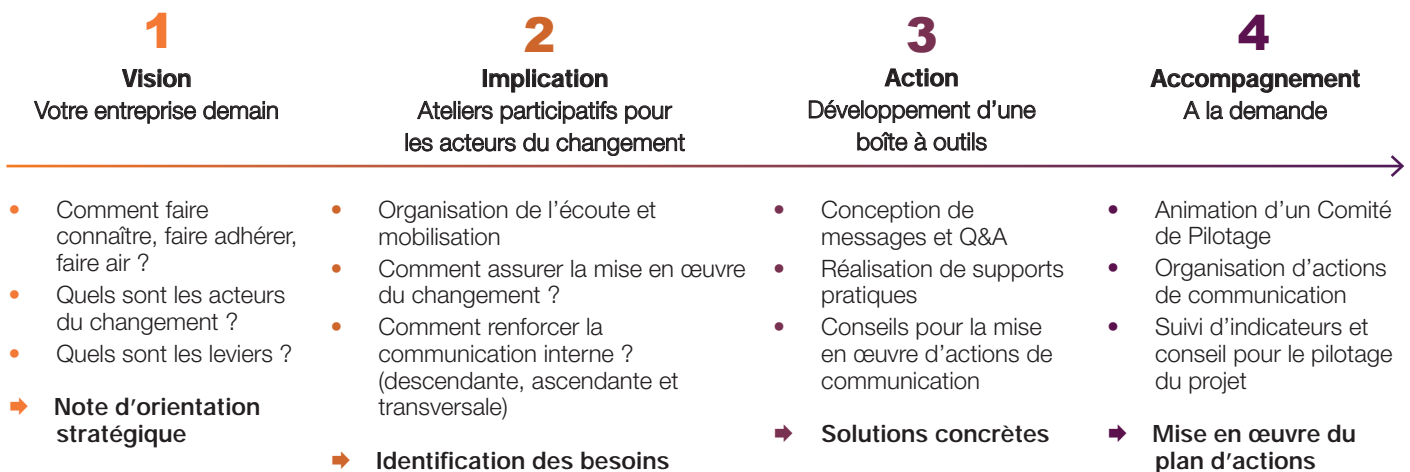 1
Vision
Votre entreprise demain
2
Implication
Ateliers participatifs pour
les acteurs du changement
3
Action
Développement d'une
boîte à outils
4
Accompagnement
A la demande
• Comment faire
connaître, faire adhérer,
faire air ?
• Quels sont les acteurs
du changement ?
• Quels sont les leviers ?
➡ Note d'orientation
stratégique
• Organisation de l'écoute et
mobilisation
• Comment assurer la mise en œuvre
du changement ?
• Comment renforcer la
communication interne ?
(descendante, ascendante et
transversale)
➡ Identification des besoins
• Conception de
messages et Q&A
• Réalisation de supports
pratiques
• Conseils pour la mise
en œuvre d'actions de
communication
➡ Solutions concrètes
• Animation d'un Comité
de Pilotage
• Organisation d'actions
de communication
• Suivi d'indicateurs et
conseil pour le pilotage
du projet
➡ Mise en œuvre du
plan d'actions